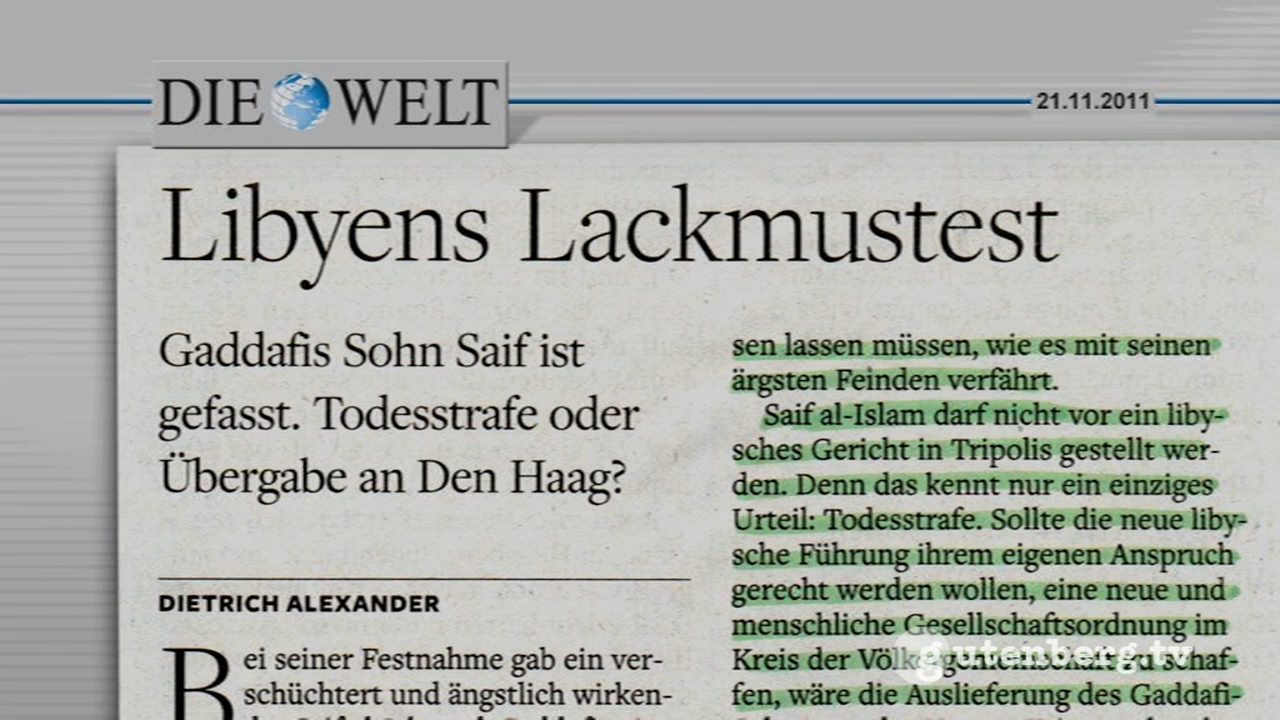 DIE WELT
21.11.2011
Libyens Lackmustest
Gaddafis Sohn Saif ist
gefasst. Todesstrafe oder
Übergabe an Den Haag?
DIETRICH ALEXANDER
Bei seiner Festnahme gab ein ver-
schüchtert und ängstlich wirken-
sen lassen müssen, wie es mit seinen
ärgsten Feinden verfährt.
Saif al-Islam darf nicht vor ein liby-
sches Gericht in Tripolis gestellt wer-
den. Denn das kennt nur ein einziges
Urteil: Todesstrafe. Sollte die neue liby-
sche Führung ihrem eigenen Anspruch
gerecht werden wollen, eine neue und
menschliche Gesellschaftsordnung im
Kreis der Völkergemeinschaft zu schaf-
fen, wäre die Auslieferung des Gaddafi-
gutenberg.tv